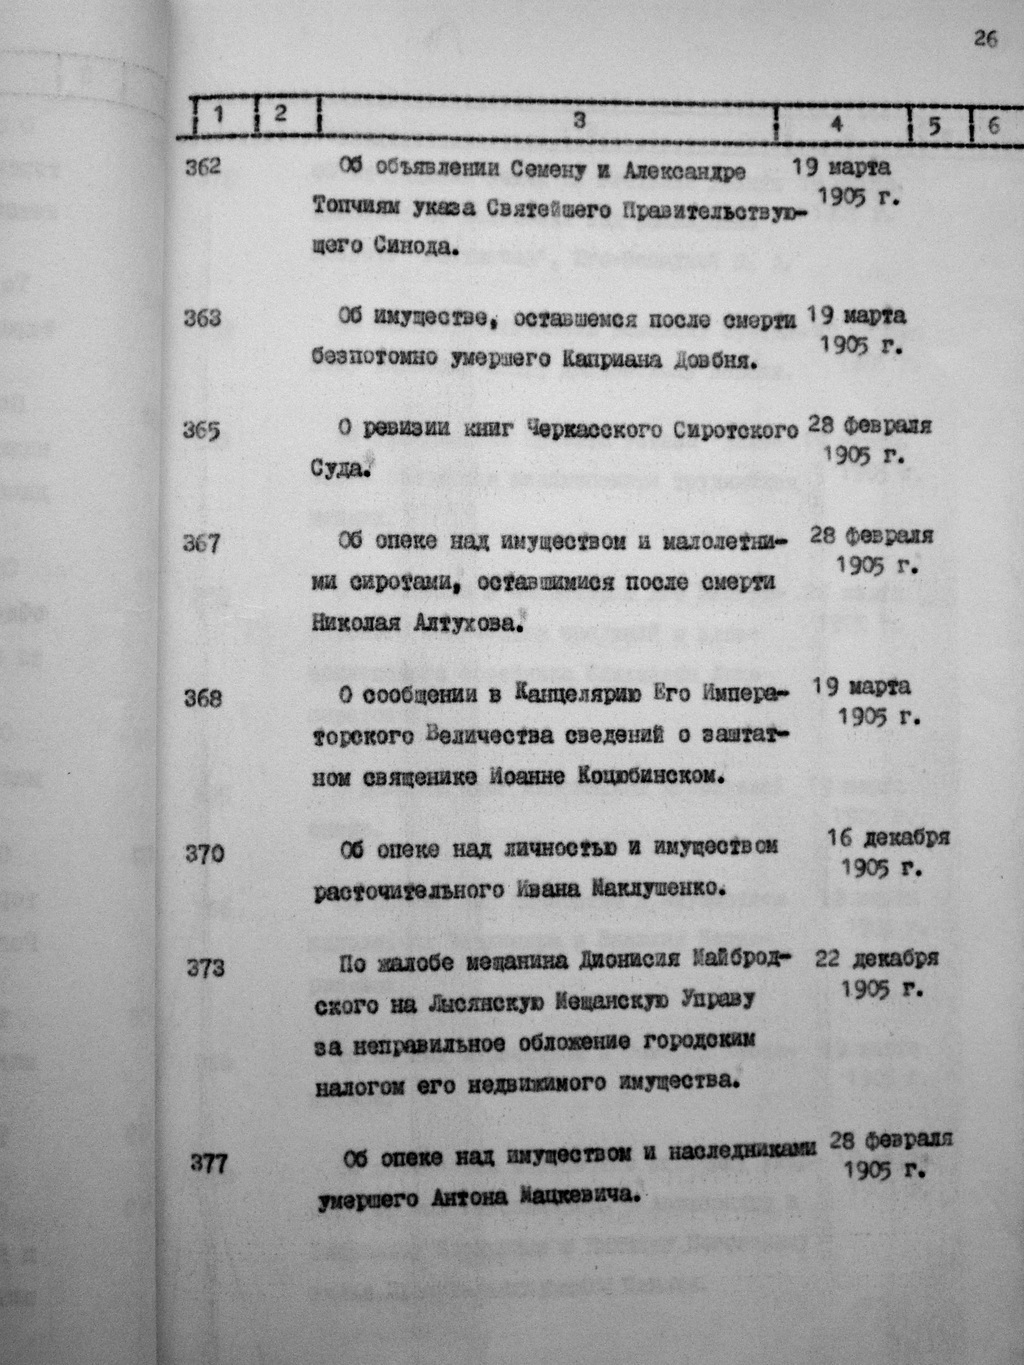 26
1 2 3 4 5 6
362 Об объявлении Семену и Александре 19 марта
Топчиям указа Святейшего Правительствую- 1905 г.
щего Синода.
363 Об имуществе, оставшемся после смерти 19 марта
безпотомно умершего Каприана Довбня. 1905 г.
365 О ревизии книг Черкасского Сиротского 28 февраля
Суда. 1905 г.
367 Об опеке над имуществом и малолетни- 28 февраля
ми сиротами, оставшимися после смерти 1905 г.
Николая Алтухова.
368 О сообщении в Канцелярию Его Импера- 19 марта
торского Величества сведений о заштат- 1905 г.
ном священике Иоанне Коцюбинском.
370 Об опеке над личностью и имуществом 16 декабря
расточительного Ивана Маклушенко. 1905 г.
373 По жалобе мещанина Дионисия Майброд- 22 декабря
ского на Лысянскую Мещанскую Управу 1905 г.
за неправильное обложение городским
налогом его недвижимого имущества.
377 Об опеке над имуществом и наследниками 28 февраля
умершего Антона Мацкевича. 1905 г.